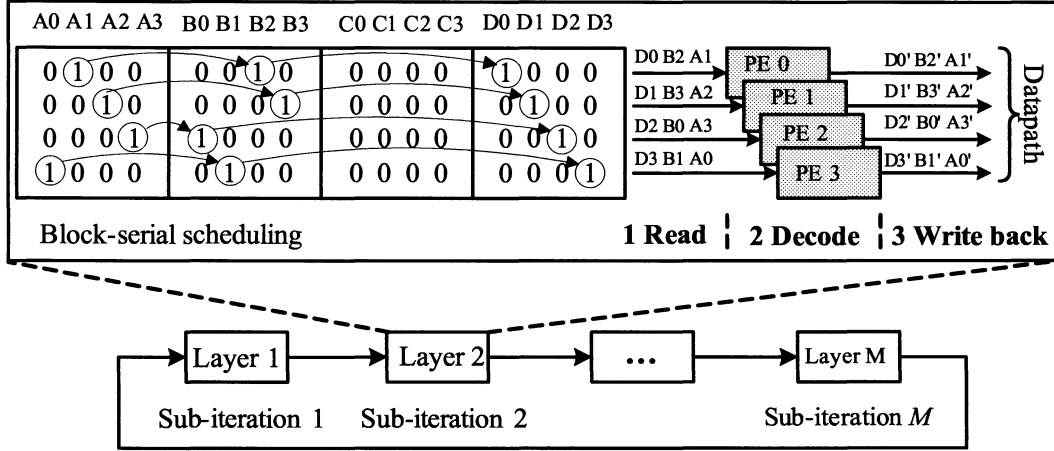 A0 A1 A2 A3 B0 B1 B2 B3 C0 C1 C2 C3 D0 D1 D2 D3
0 1 0 0 0 0 1 0 0 0 0 0 1 0 0 0 D0 B2 A1 PE 0 D0' B2' A1'
0 0 1 0 0 0 0 1 0 0 0 0 0 1 0 0 D1 B3 A2 PE 1 D1' B3' A2'
0 0 0 1 1 0 0 0 0 0 0 0 0 0 1 0 D2 B0 A3 PE 2 D2' B0' A3'
1 0 0 0 0 1 0 0 0 0 0 0 0 0 0 1 D3 B1 A0 PE 3 D3' B1' A0'
Datapath
Block-serial scheduling 1 Read 2 Decode 3 Write back
Layer 1 Layer 2 ... Layer M
Sub-iteration 1 Sub-iteration 2 Sub-iteration M